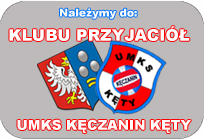 Należymy do:
KLUBU PRZYJACIÓŁ
UMKS
KĘCZANIN
KĘTY
UMKS KĘCZANIN KĘTY